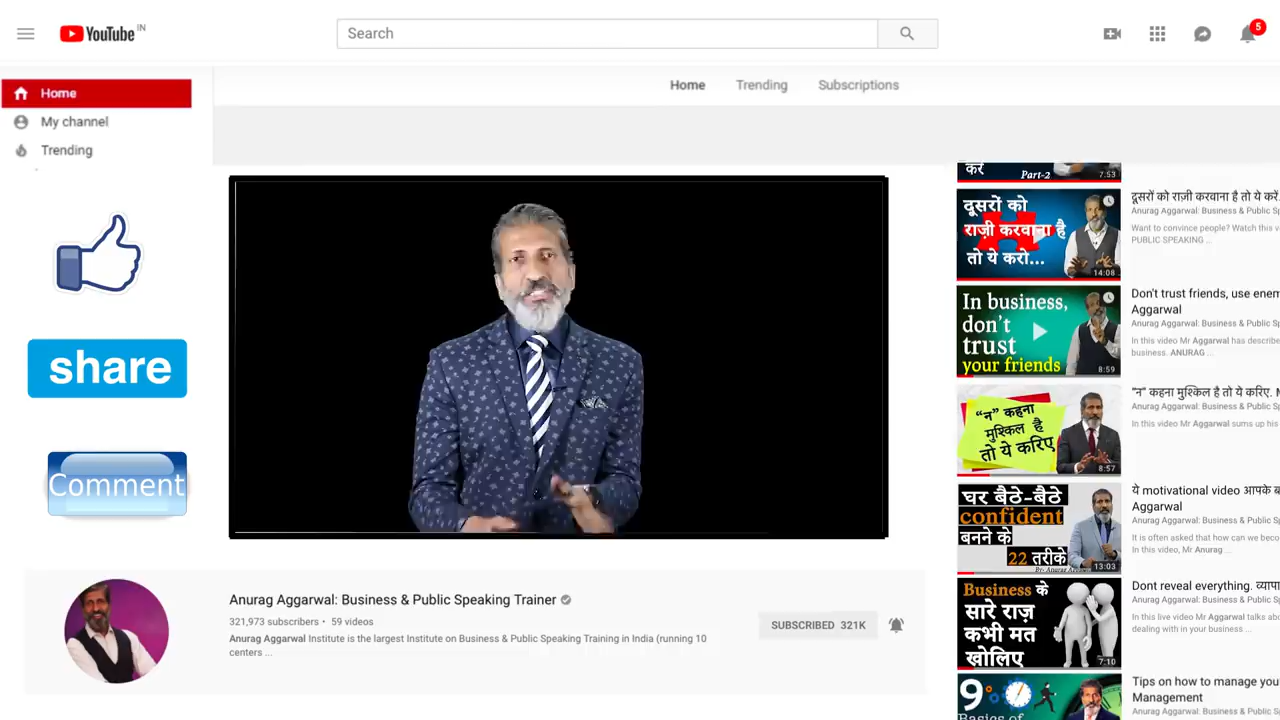 YouTube IN
Search
5
Home
My channel
Trending
Home Trending Subscriptions
share
Comment
Anurag Aggarwal: Business & Public Speaking Trainer
321,973 subscribers • 59 videos
Anurag Aggarwal Institute is the largest Institute on Business & Public Speaking Training in India (running 10
centers ...
SUBSCRIBED 321K
करें
Part-2
7:53
दूसरों को
राज़ी करवाना है
तो ये करो...
14:08
दूसरों को राज़ी करवाना है तो ये करें.
Anurag Aggarwal: Business & Public Sp
Want to convince people? Watch this v
PUBLIC SPEAKING ...
In business,
don't
trust
your friends
8:59
Don't trust friends, use enem
Aggarwal
Anurag Aggarwal: Business & Public Sp
In this video Mr Aggarwal has describe
business. ANURAG ...
“न” कहना
मुश्किल है
तो ये करिए
8:57
“न” कहना मुश्किल है तो ये करिए. M
Anurag Aggarwal: Business & Public Sp
In this video Mr Aggarwal sums up his
घर बैठे-बैठे
confident
बनने के
22 तरीके
13:03
ये motivational video आपके ब
Aggarwal
Anurag Aggarwal: Business & Public Sp
It is often asked that how can we beco
In this video, Mr Anurag ...
Business के
सारे राज़
कभी मत
खोलिए
7:10
Dont reveal everything. व्यापा
Anurag Aggarwal: Business & Public Sp
In this live video Mr Aggarwal talks abo
dealing with in your business ...
9
Basics of
Tips on how to manage you
Management
Anurag Aggarwal: Business & Public Sp